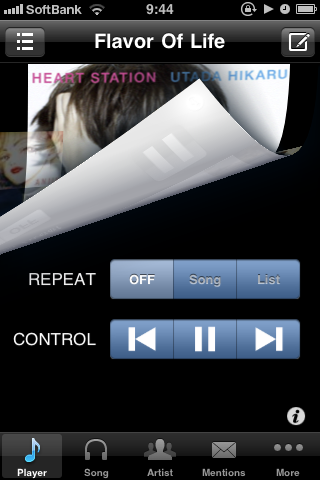 SoftBank 9:44
Flavor Of Life
HEART STATION UTADA HIKARU
REPEAT OFF Song List
CONTROL
Player Song Artist Mentions More